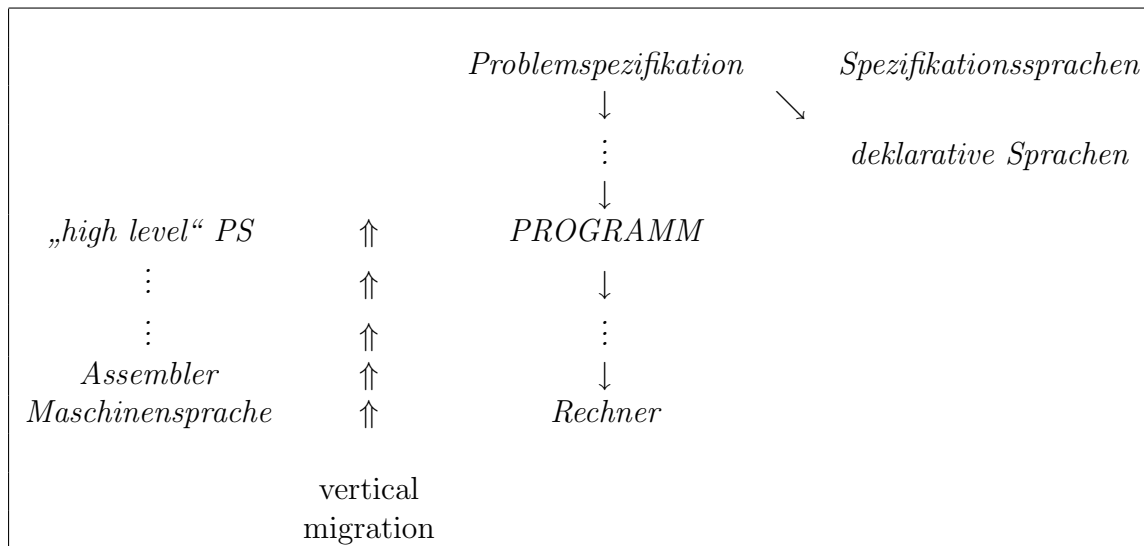 Problemspezifikation Spezifikationssprachen
↓ ↘
⋮ deklarative Sprachen
↓
„high level“ PS ⇑ PROGRAMM
⋮ ⇑ ↓
⋮ ⇑ ⋮
Assembler ⇑ ↓
Maschinensprache ⇑ Rechner
vertical
migration